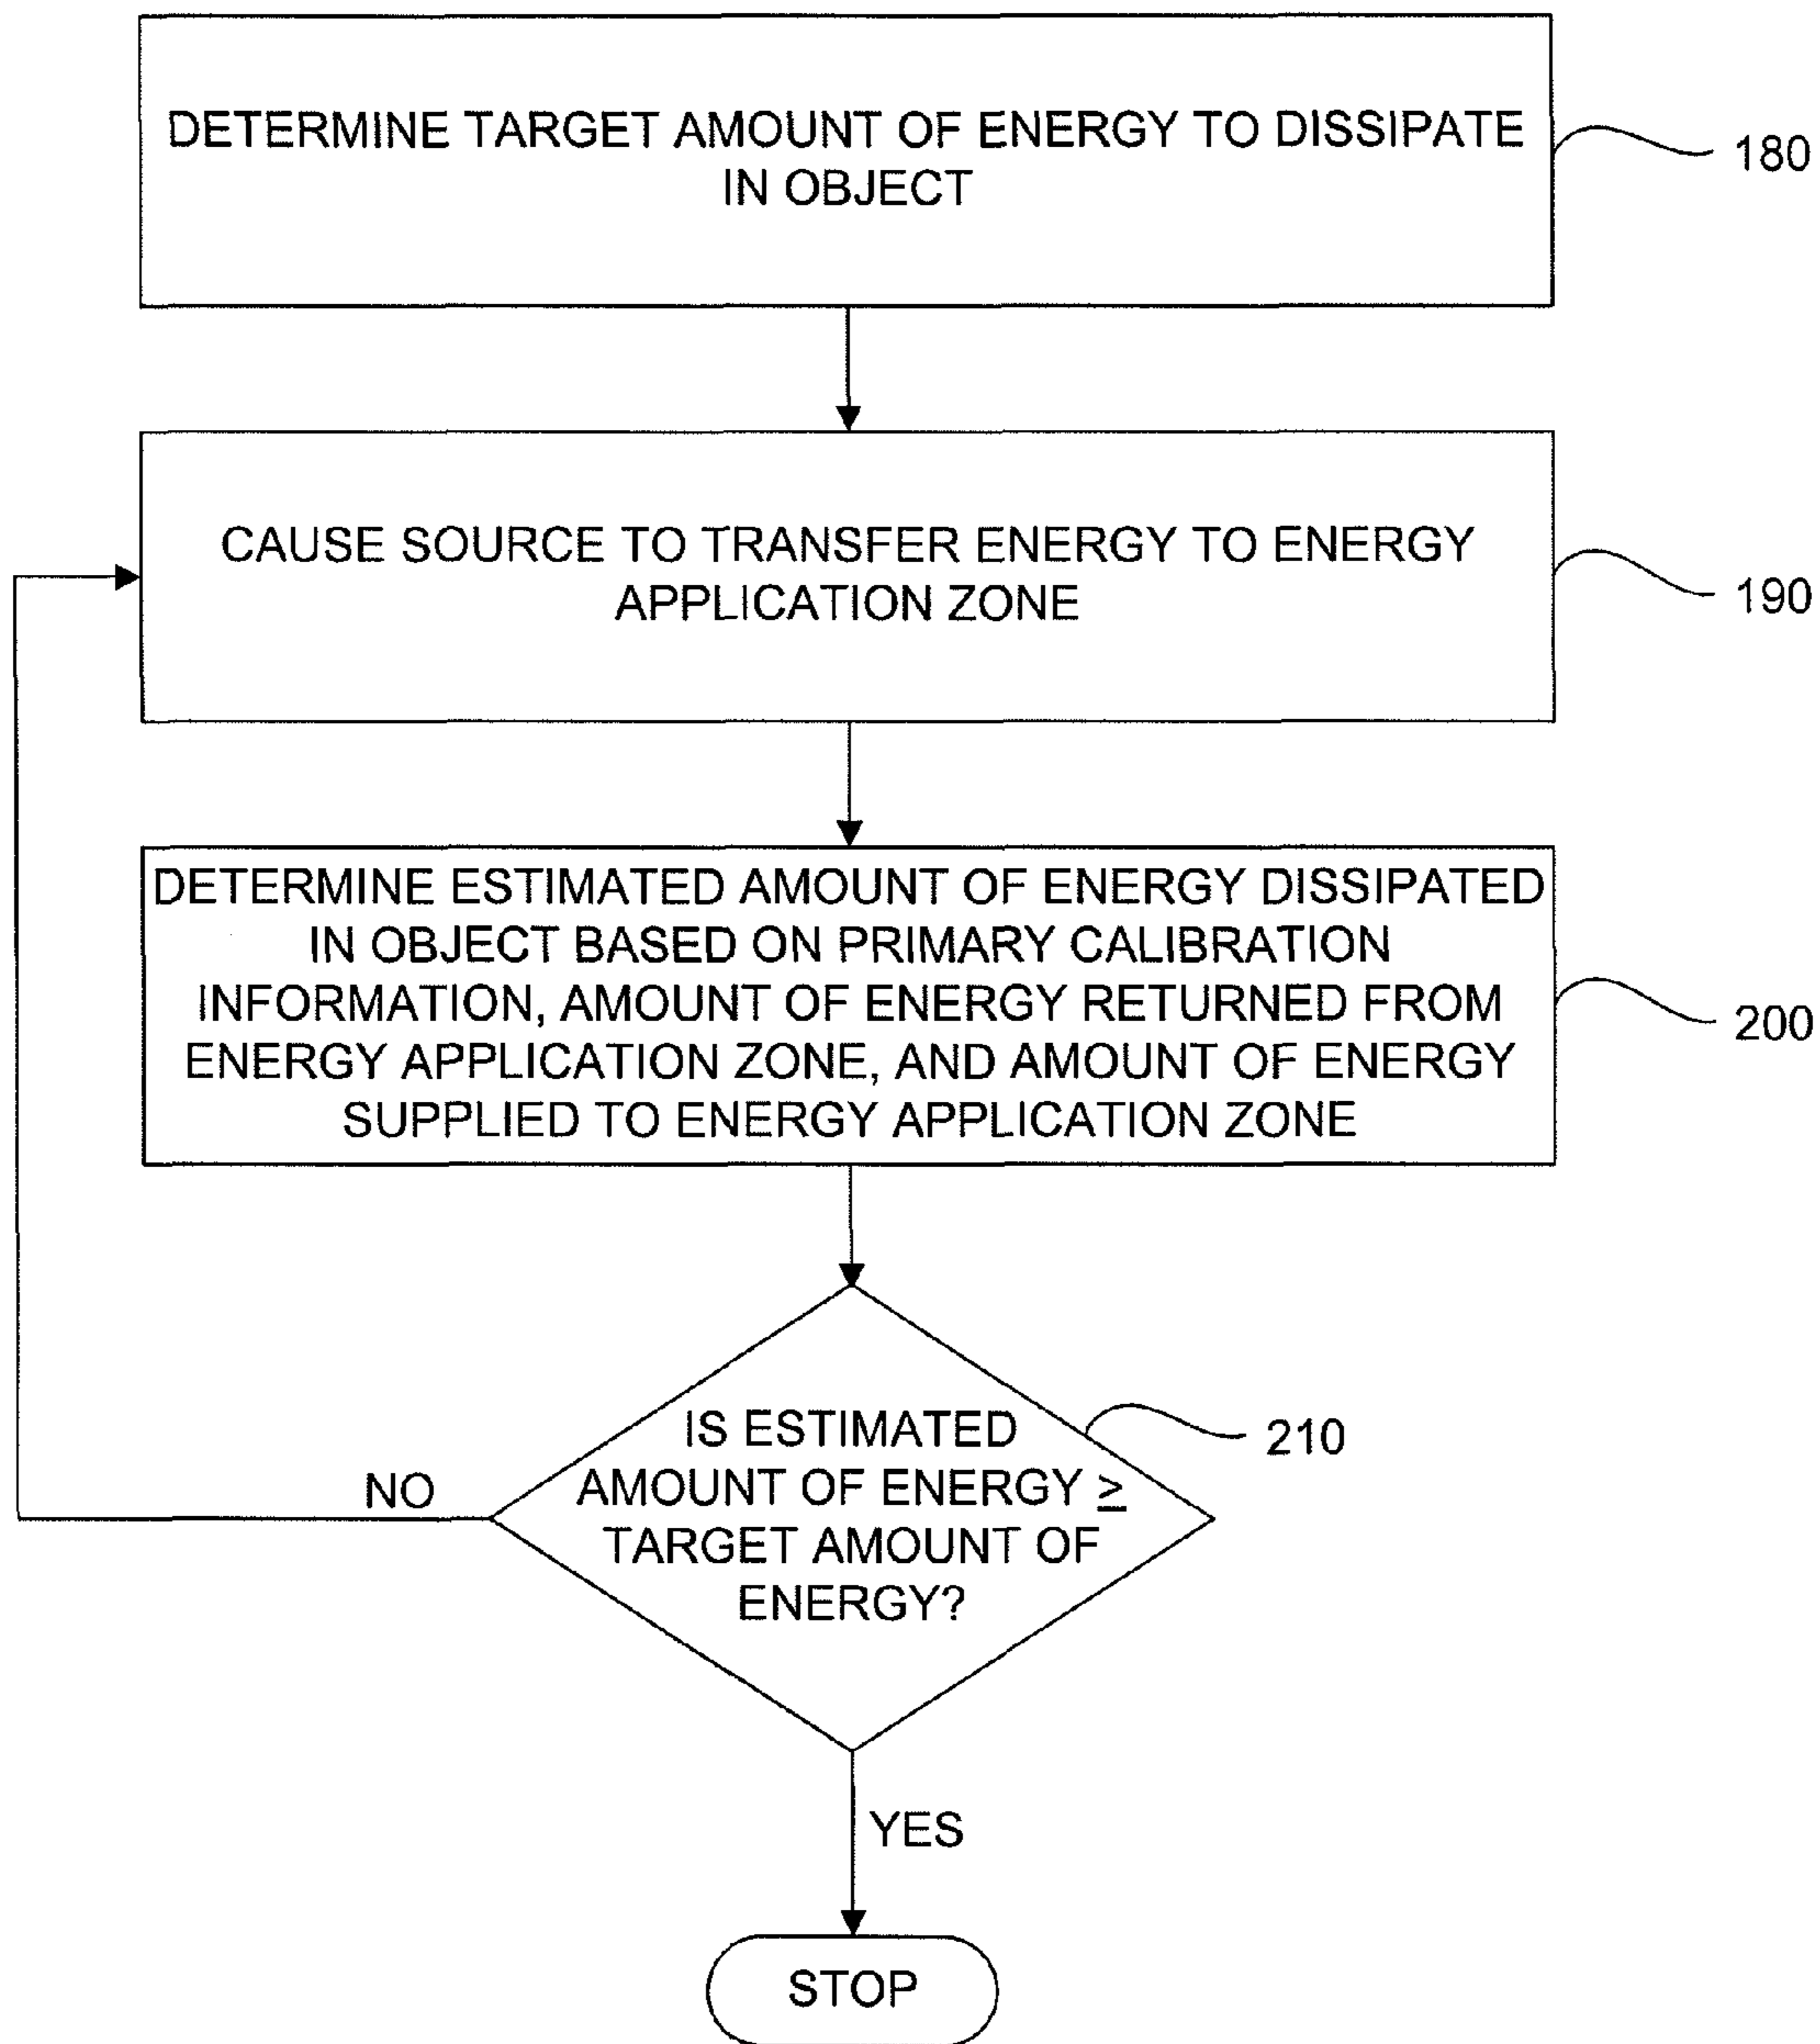 DETERMINE TARGET AMOUNT OF ENERGY TO DISSIPATE
IN OBJECT
180
CAUSE SOURCE TO TRANSFER ENERGY TO ENERGY
APPLICATION ZONE
190
DETERMINE ESTIMATED AMOUNT OF ENERGY DISSIPATED
IN OBJECT BASED ON PRIMARY CALIBRATION
INFORMATION, AMOUNT OF ENERGY RETURNED FROM
ENERGY APPLICATION ZONE, AND AMOUNT OF ENERGY
SUPPLIED TO ENERGY APPLICATION ZONE
200
IS ESTIMATED
AMOUNT OF ENERGY ≥
TARGET AMOUNT OF
ENERGY?
210
NO
YES
STOP